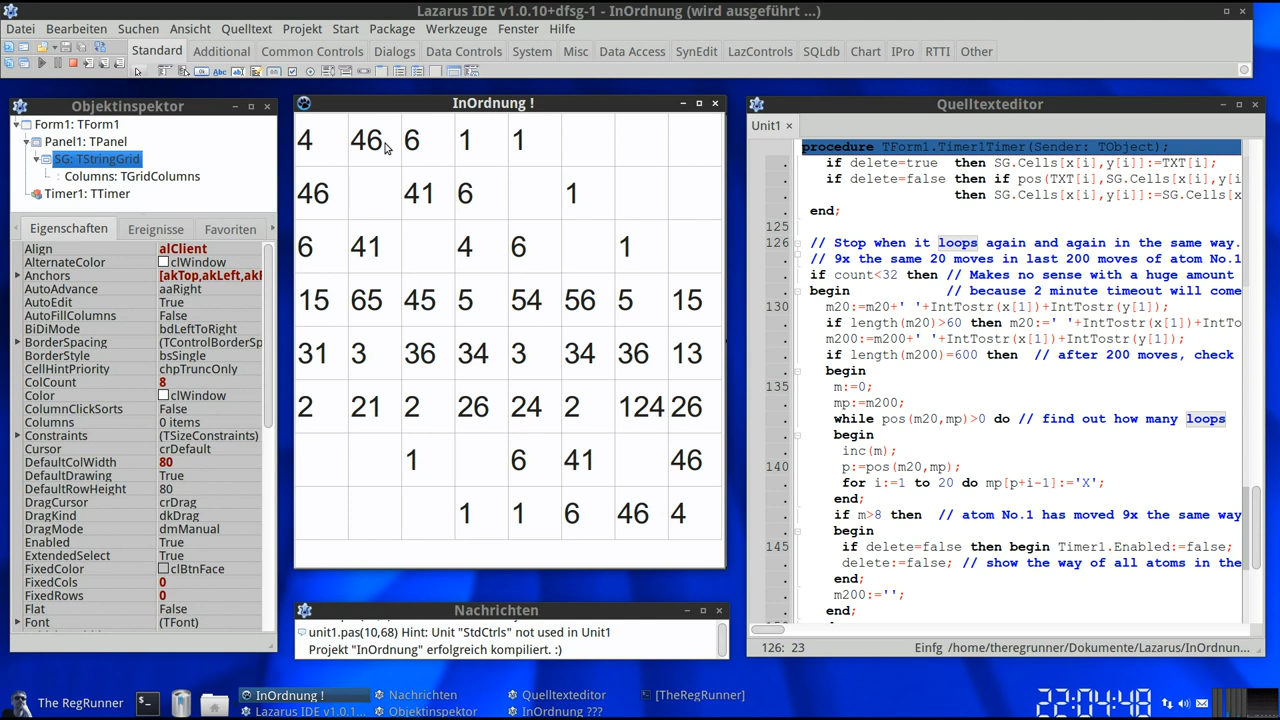 Lazarus IDE v1.0.10+dfsg-1 - InOrdnung (wird ausgeführt ...)
Datei Bearbeiten Suchen Ansicht Quelltext Projekt Start Package Werkzeuge Fenster Hilfe
Standard Additional Common Controls Dialogs Data Controls System Misc Data Access SynEdit LazControls SQLdb Chart IPro RTTI Other
Objektinspektor
Form1: TForm1
Panel1: TPanel
SG: TStringGrid
Columns: TGridColumns
Timer1: TTimer
Eigenschaften Ereignisse Favoriten
Align alClient
AlternateColor clWindow
Anchors [akTop,akLeft,akF
AutoAdvance aaRight
AutoEdit True
AutoFillColumns False
BiDiMode bdLeftToRight
BorderSpacing (TControlBorderSp
BorderStyle bsSingle
CellHintPriority chpTruncOnly
ColCount 8
Color clWindow
ColumnClickSorts False
Columns 0 items
Constraints (TSizeConstraints)
Cursor crDefault
DefaultColWidth 80
DefaultDrawing True
DefaultRowHeight 80
DragCursor crDrag
DragKind dkDrag
DragMode dmManual
Enabled True
ExtendedSelect True
FixedColor clBtnFace
FixedCols 0
FixedRows 0
Flat False
Font (TFont)
InOrdnung !
4 46 6 1 1
46 41 6 1
6 41 4 6 1
15 65 45 5 54 56 5 15
31 3 36 34 3 34 36 13
2 21 2 26 24 2 124 26
1 6 41 46
1 1 6 46 4
Nachrichten
unit1.pas(10,68) Hint: Unit "StdCtrls" not used in Unit1
Projekt "InOrdnung" erfolgreich kompiliert. :)
Quelltexteditor
Unit1
procedure TForm1.Timer1Timer(Sender: TObject);
if delete=true then SG.Cells[x[i],y[i]]:=TXT[i];
if delete=false then if pos(TXT[i],SG.Cells[x[i],y[i
then SG.Cells[x[i],y[i]]:=S
end;
125
126 // Stop when it loops again and again in the same way.
// 9x the same 20 moves in last 200 moves of atom No.1
if count<32 then // Makes no sense with a huge amount
begin // because 2 minute timeout will come
130 m20:=m20+' '+IntTostr(x[1])+IntTostr(y[1]);
if length(m20)>60 then m20:=' '+IntTostr(x[1])+IntTo
m200:=m200+' '+IntTostr(x[1])+IntTostr(y[1]);
if length(m200)=600 then // after 200 moves, check
begin
135 m:=0;
mp:=m200;
while pos(m20,mp)>0 do // find out how many loops
begin
inc(m);
140 p:=pos(m20,mp);
for i:=1 to 20 do mp[p+i-1]:='X';
end;
if m>8 then // atom No.1 has moved 9x the same way
begin
145 if delete=false then begin Timer1.Enabled:=false;
delete:=false; // show the way of all atoms in the
end;
m200:='';
end;
126: 23 Einfg /home/theregrunner/Dokumente/Lazarus/InOrdnun...
The RegRunner
InOrdnung ! Nachrichten Quelltexteditor [TheRegRunner]
Lazarus IDE v1.0.1... Objektinspektor InOrdnung ???
22:04:48